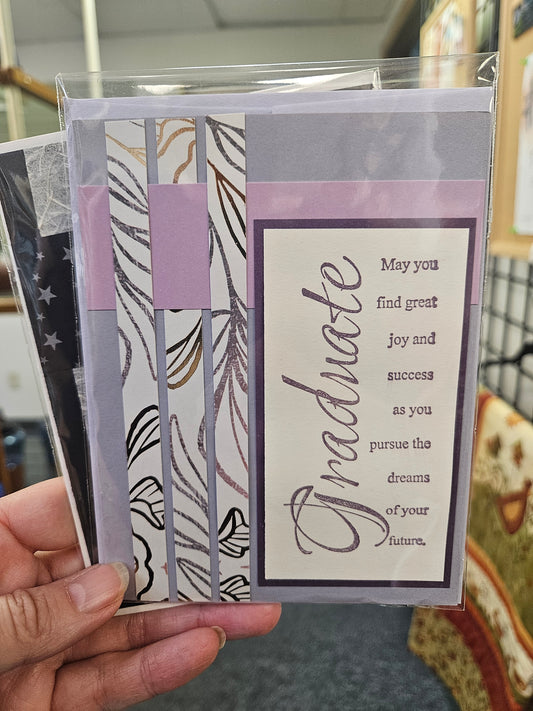 Graduate
May you
find great
joy and
success
as you
pursue the
dreams
of your
future.